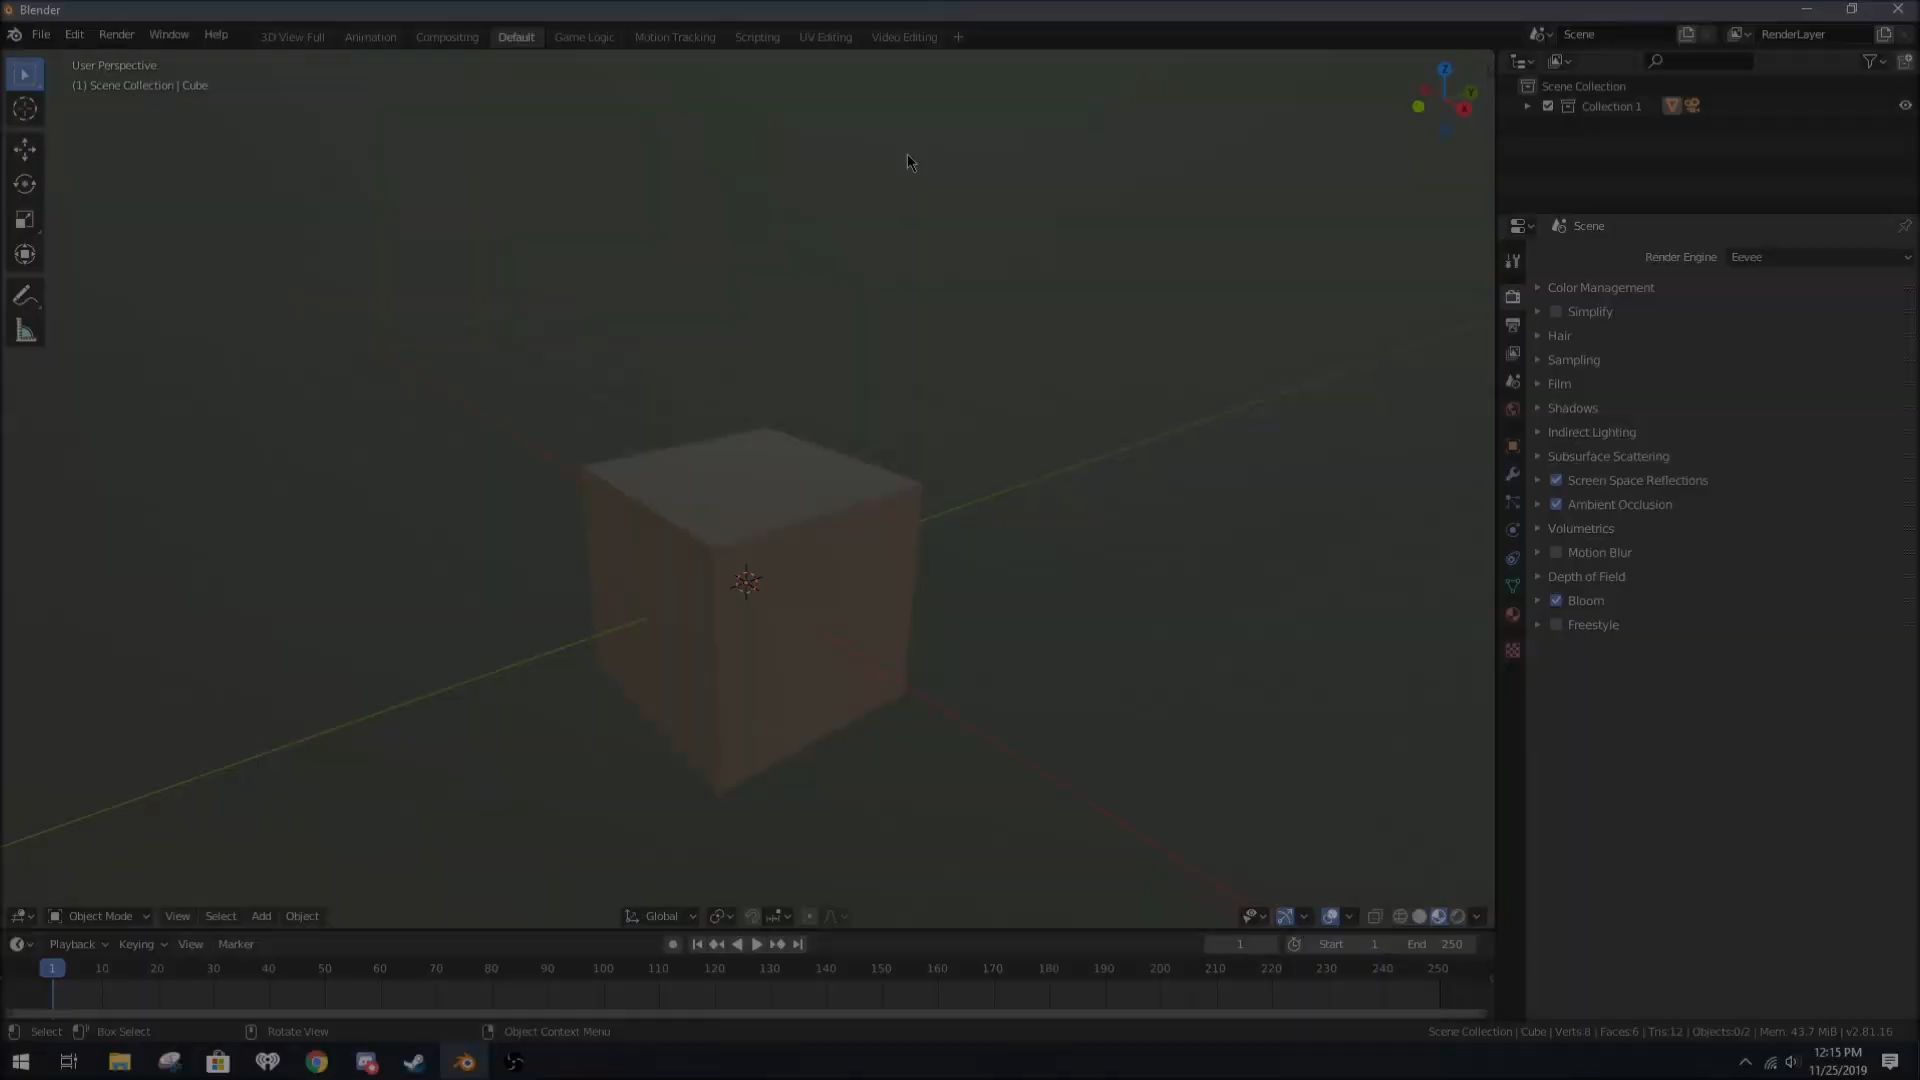 Blender
File Edit Render Window Help 3D View Full Animation Compositing Default Game Logic Motion Tracking Scripting UV Editing Video Editing Scene RenderLayer
User Perspective
(1) Scene Collection | Cube
Z
Y
X
Scene Collection
Collection 1
Scene
Render Engine Eevee
Color Management
Simplify
Hair
Sampling
Film
Shadows
Indirect Lighting
Subsurface Scattering
Screen Space Reflections
Ambient Occlusion
Volumetrics
Motion Blur
Depth of Field
Bloom
Freestyle
Object Mode View Select Add Object Global
Playback Keying View Marker 1 Start 1 End 250
1 10 20 30 40 50 60 70 80 90 100 110 120 130 140 150 160 170 180 190 200 210 220 230 240 250
Select Box Select Rotate View Object Context Menu Scene Collection | Cube | Verts:8 | Faces:6 | Tris:12 | Objects:0/2 | Mem: 43.7 MiB | v2.81.16
12:15 PM
11/25/2019